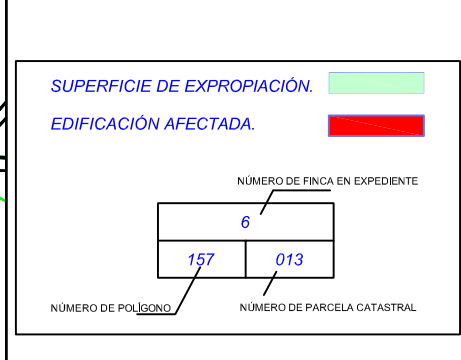 SUPERFICIE DE EXPROPIACIÓN.
EDIFICACIÓN AFECTADA.
NÚMERO DE FINCA EN EXPEDIENTE
6
157 013
NÚMERO DE POLÍGONO NÚMERO DE PARCELA CATASTRAL